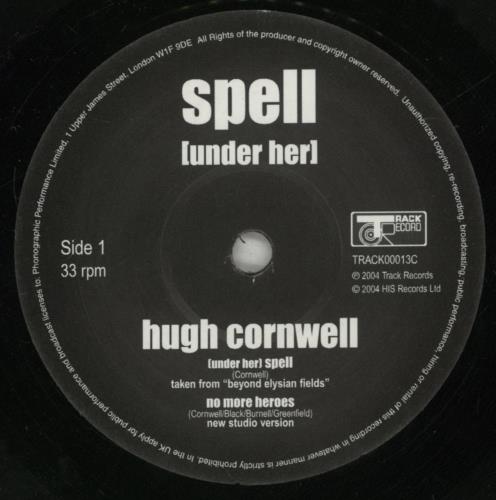 spell
[under her]
Side 1
33 rpm
TRACK RECORD
TRACK00013C
℗ 2004 Track Records
© 2004 HIS Records Ltd
hugh cornwell
(under her) spell
(Cornwell)
taken from "beyond elysian fields"
no more heroes
(Cornwell/Black/Burnell/Greenfield)
new studio version
All Rights of the producer and copyright owner reserved. Unauthorized copying, re-recording, broadcasting, public performance, hiring or rental of this recording in whatever manner is strictly prohibited. In the UK apply for public performance and broadcast licenses to: Phonographic Performance Limited, 1 Upper James Street, London W1F 9DE